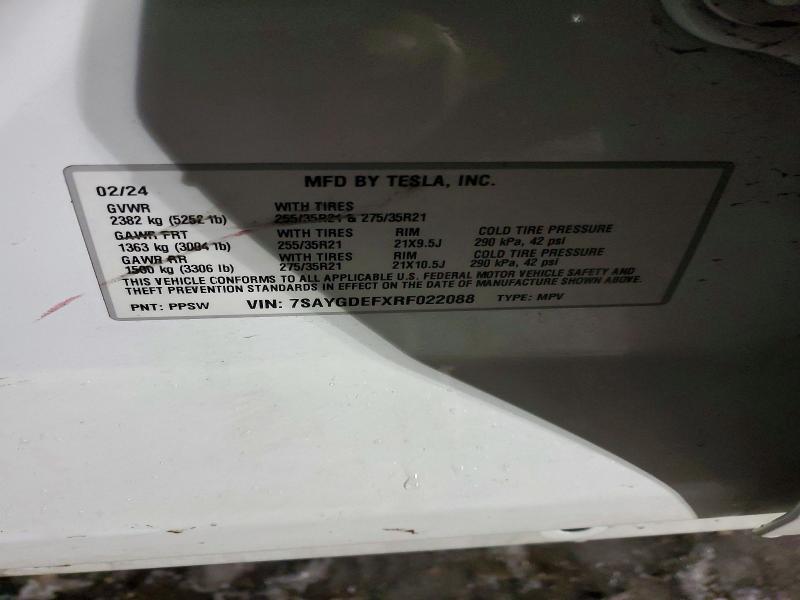 MFD BY TESLA, INC.
02/24
GVWR WITH TIRES
2382 kg (5252 lb) 255/35R21 & 275/35R21
GAWR FRT WITH TIRES RIM COLD TIRE PRESSURE
1363 kg (3004 lb) 255/35R21 21X9.5J 290 kPa, 42 psi
GAWR RR WITH TIRES RIM COLD TIRE PRESSURE
1500 kg (3306 lb) 275/35R21 21X10.5J 290 kPa, 42 psi
THIS VEHICLE CONFORMS TO ALL APPLICABLE U.S. FEDERAL MOTOR VEHICLE SAFETY AND
THEFT PREVENTION STANDARDS IN EFFECT ON THE DATE OF MANUFACTURE SHOWN ABOVE.
PNT: PPSW VIN: 7SAYGDEFXRF022088 TYPE: MPV